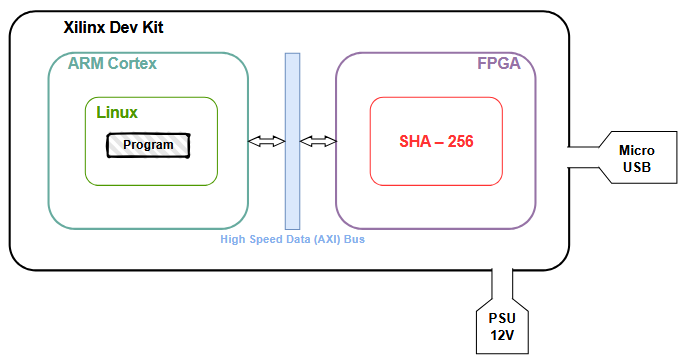 Xilinx Dev Kit
ARM Cortex
FPGA
Linux
Program
SHA – 256
Micro
USB
High Speed Data (AXI) Bus
PSU
12V